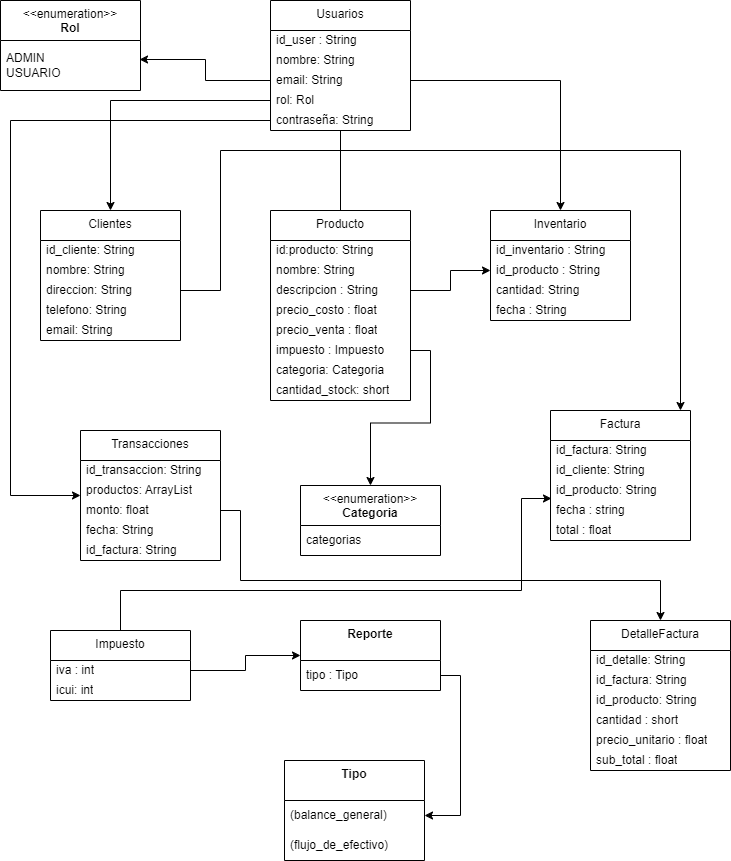 <<enumeration>>
Rol
ADMIN
USUARIO
Usuarios
id_user : String
nombre: String
email: String
rol: Rol
contraseña: String
Clientes
id_cliente: String
nombre: String
direccion: String
telefono: String
email: String
Producto
id:producto: String
nombre: String
descripcion : String
precio_costo : float
precio_venta : float
impuesto : Impuesto
categoria: Categoria
cantidad_stock: short
Inventario
id_inventario : String
id_producto : String
cantidad: String
fecha : String
Transacciones
id_transaccion: String
productos: ArrayList
monto: float
fecha: String
id_factura: String
<<enumeration>>
Categoria
categorias
Factura
id_factura: String
id_cliente: String
id_producto: String
fecha : string
total : float
Impuesto
iva : int
icui: int
Reporte
tipo : Tipo
DetalleFactura
id_detalle: String
id_factura: String
id_producto: String
cantidad : short
precio_unitario : float
sub_total : float
Tipo
(balance_general)
(flujo_de_efectivo)